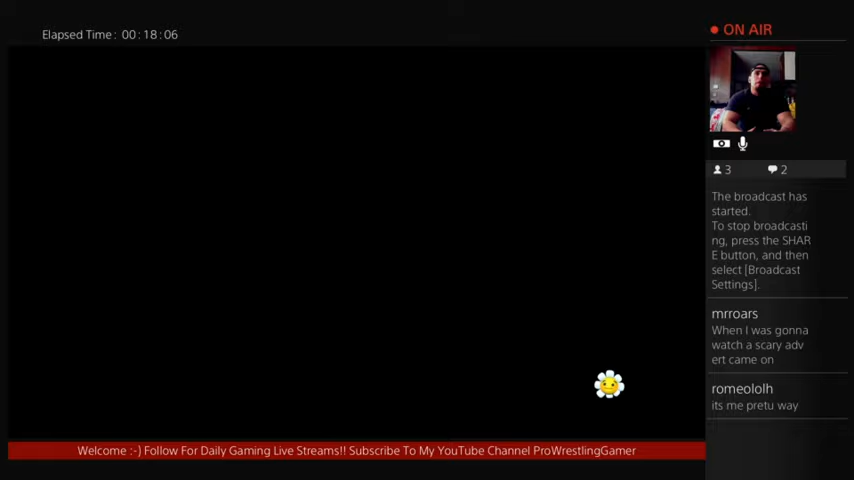 Elapsed Time: 00:18:06
ON AIR
3
2
The broadcast has
started.
To stop broadcasti
ng, press the SHAR
E button, and then
select [Broadcast
Settings].
mrroars
When I was gonna
watch a scary adv
ert came on
romeololh
its me pretu way
Welcome :-) Follow For Daily Gaming Live Streams!! Subscribe To My YouTube Channel ProWrestlingGamer